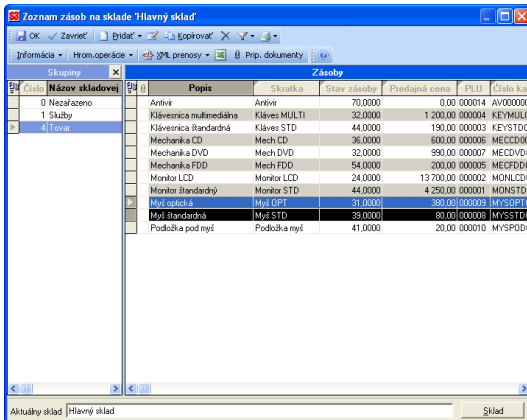 Zoznam zásob na sklade 'Hlavný sklad'
OK Zavrieť Pridať Kopírovať
Informácia Hrom.operácie XML prenosy Prip. dokumenty
Skupiny Zásoby
Číslo Názov skladovej Popis Skratka Stav zásoby Predajná cena PLU Číslo ka
0 Nezařazeno Antivir Antivir 70,0000 0,00 000014 AV00000
1 Služby Klávesnica multimediálna Kláves MULTI 32,0000 1 200,00 000004 KEYMUL
4 Tovar Klávesnica štandardná Kláves STD 44,0000 190,00 000003 KEYSTD
Mechanika CD Mech CD 36,0000 600,00 000006 MECCD0
Mechanika DVD Mech DVD 32,0000 390,00 000007 MECDVD
Mechanika FDD Mech FDD 54,0000 200,00 000005 MECFDD
Monitor LCD Monitor LCD 24,0000 13 700,00 000002 MONLCD
Monitor štandardný Monitor STD 44,0000 4 250,00 000001 MONSTD
Myš optická Myš OPT 31,0000 380,00 000009 MYSOPT
Myš štandardná Myš STD 39,0000 80,00 000008 MYSSTD
Podložka pod myš Podložka myš 41,0000 20,00 000010 MYSPOD
Aktuálny sklad Hlavný sklad Sklad